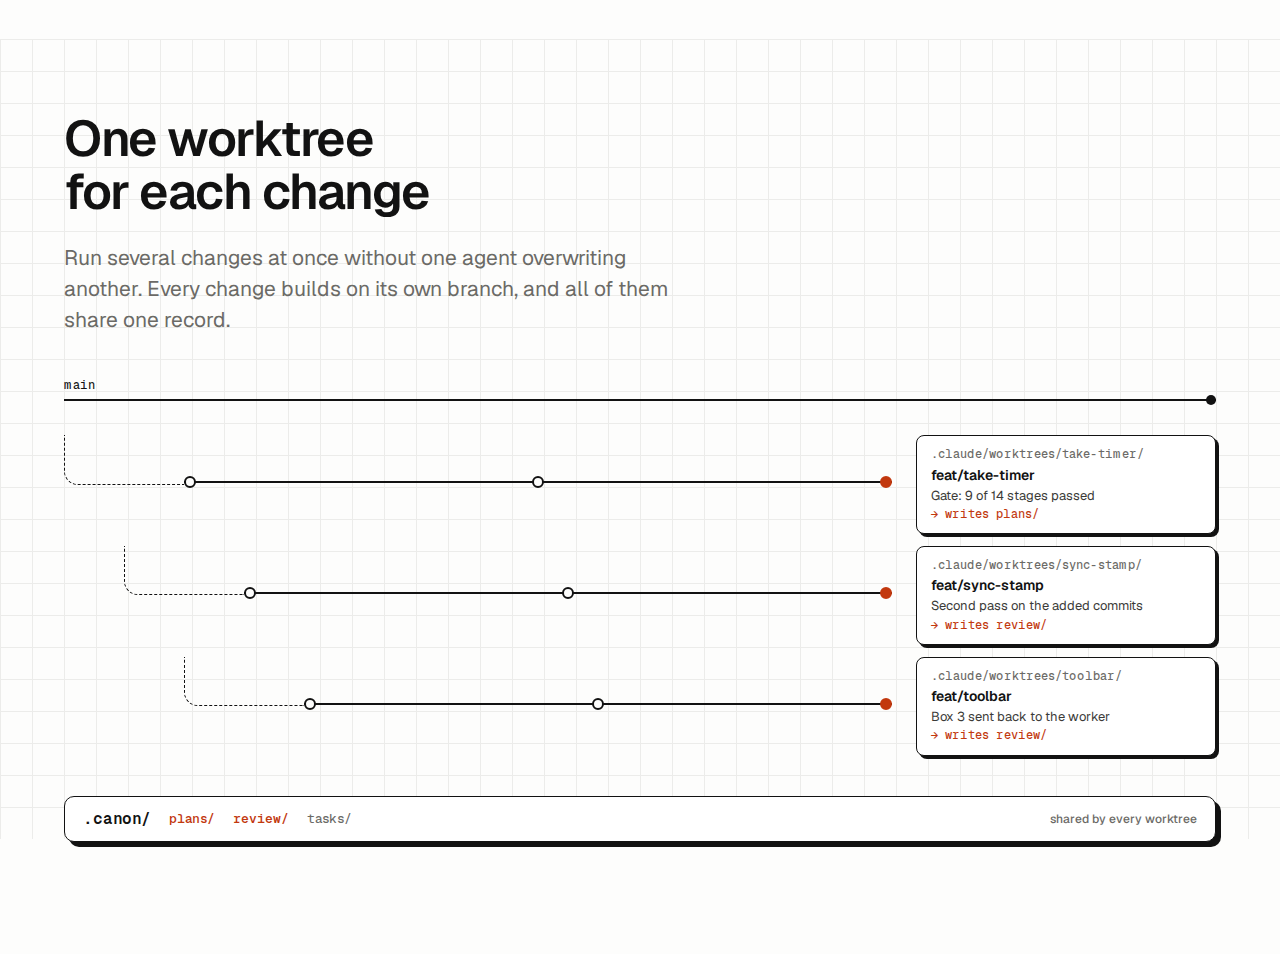 One worktree
for each change
Run several changes at once without one agent overwriting
another. Every change builds on its own branch, and all of them
share one record.
main
.claude/worktrees/take-timer/
feat/take-timer
Gate: 9 of 14 stages passed
→ writes plans/
.claude/worktrees/sync-stamp/
feat/sync-stamp
Second pass on the added commits
→ writes review/
.claude/worktrees/toolbar/
feat/toolbar
Box 3 sent back to the worker
→ writes review/
.canon/ plans/ review/ tasks/ shared by every worktree